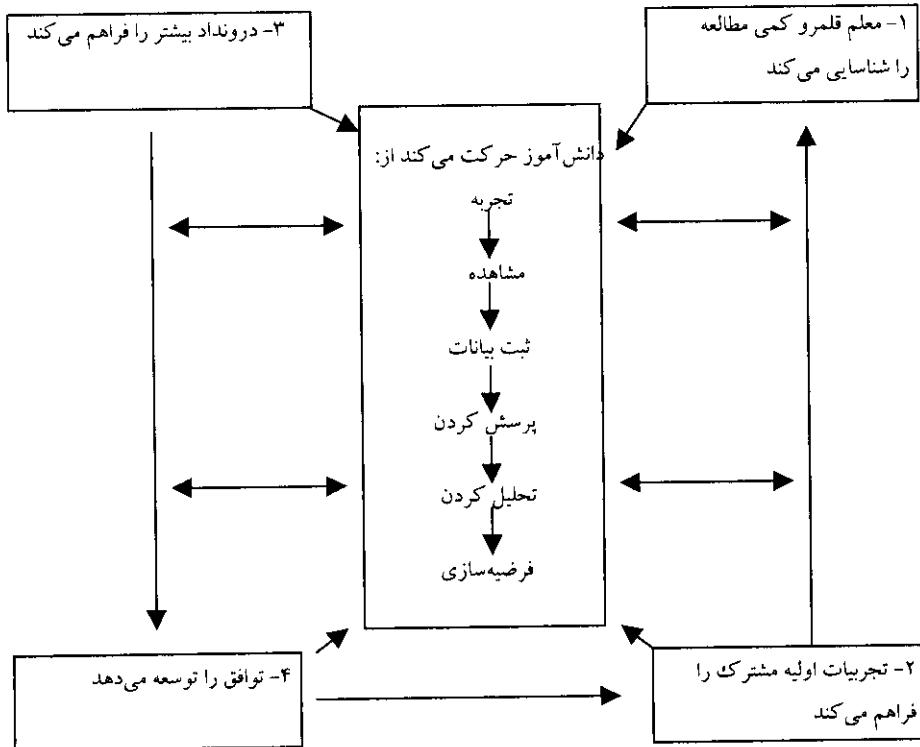 ۱- معلم قلمرو کمی مطالعه
را شناسایی می‌کند
۳- درونداد بیشتر را فراهم می‌کند
دانش‌آموز حرکت می‌کند از:
تجربه
مشاهده
ثبت بیانات
پرسش کردن
تحلیل کردن
فرضیه‌سازی
۲- تجربیات اولیه مشترک را
فراهم می‌کند
۴- توافق را توسعه می‌دهد